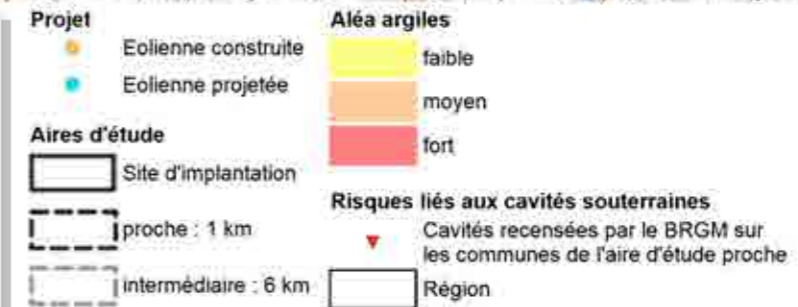 Projet
Eolienne construite
Eolienne projetée
Aires d'étude
Site d'implantation
proche : 1 km
intermédiaire : 6 km
Aléa argiles
faible
moyen
fort
Risques liés aux cavités souterraines
Cavités recensées par le BRGM sur
les communes de l'aire d'étude proche
Région